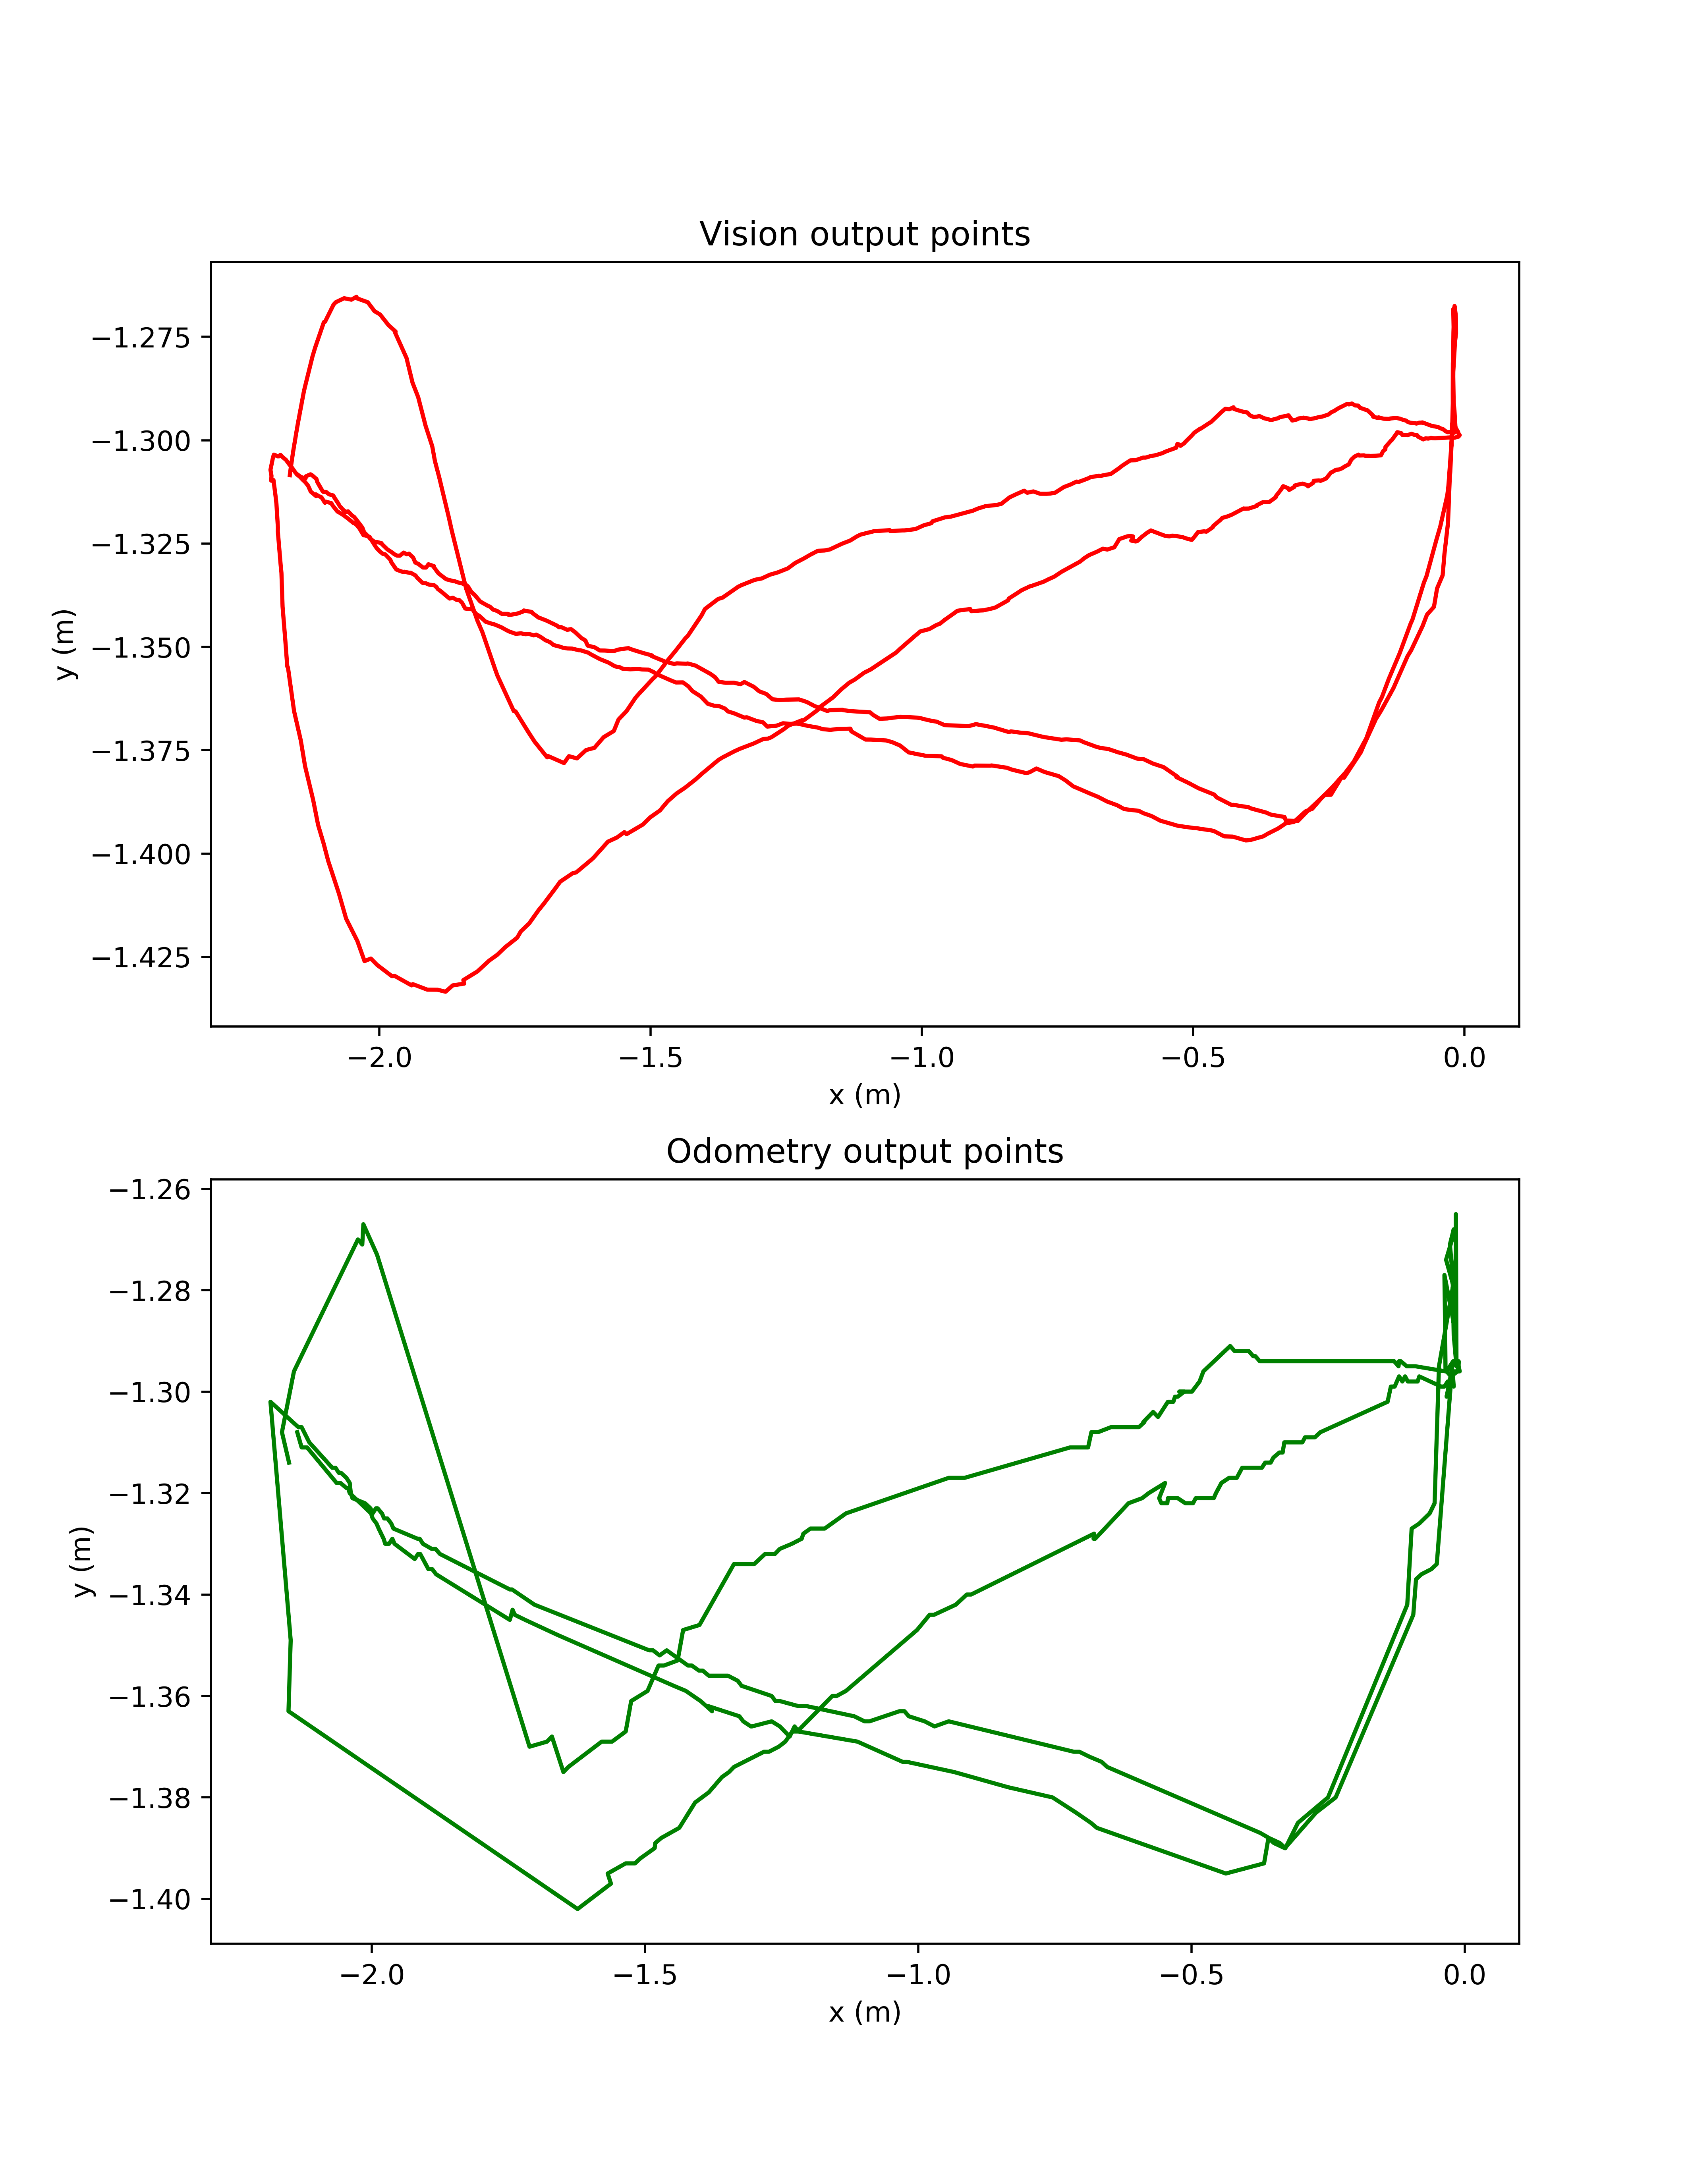 Vision output points
−1.275
−1.300
−1.325
−1.350
−1.375
−1.400
−1.425
y (m)
−2.0 −1.5 −1.0 −0.5 0.0
x (m)
Odometry output points
−1.26
−1.28
−1.30
−1.32
−1.34
−1.36
−1.38
−1.40
y (m)
−2.0 −1.5 −1.0 −0.5 0.0
x (m)